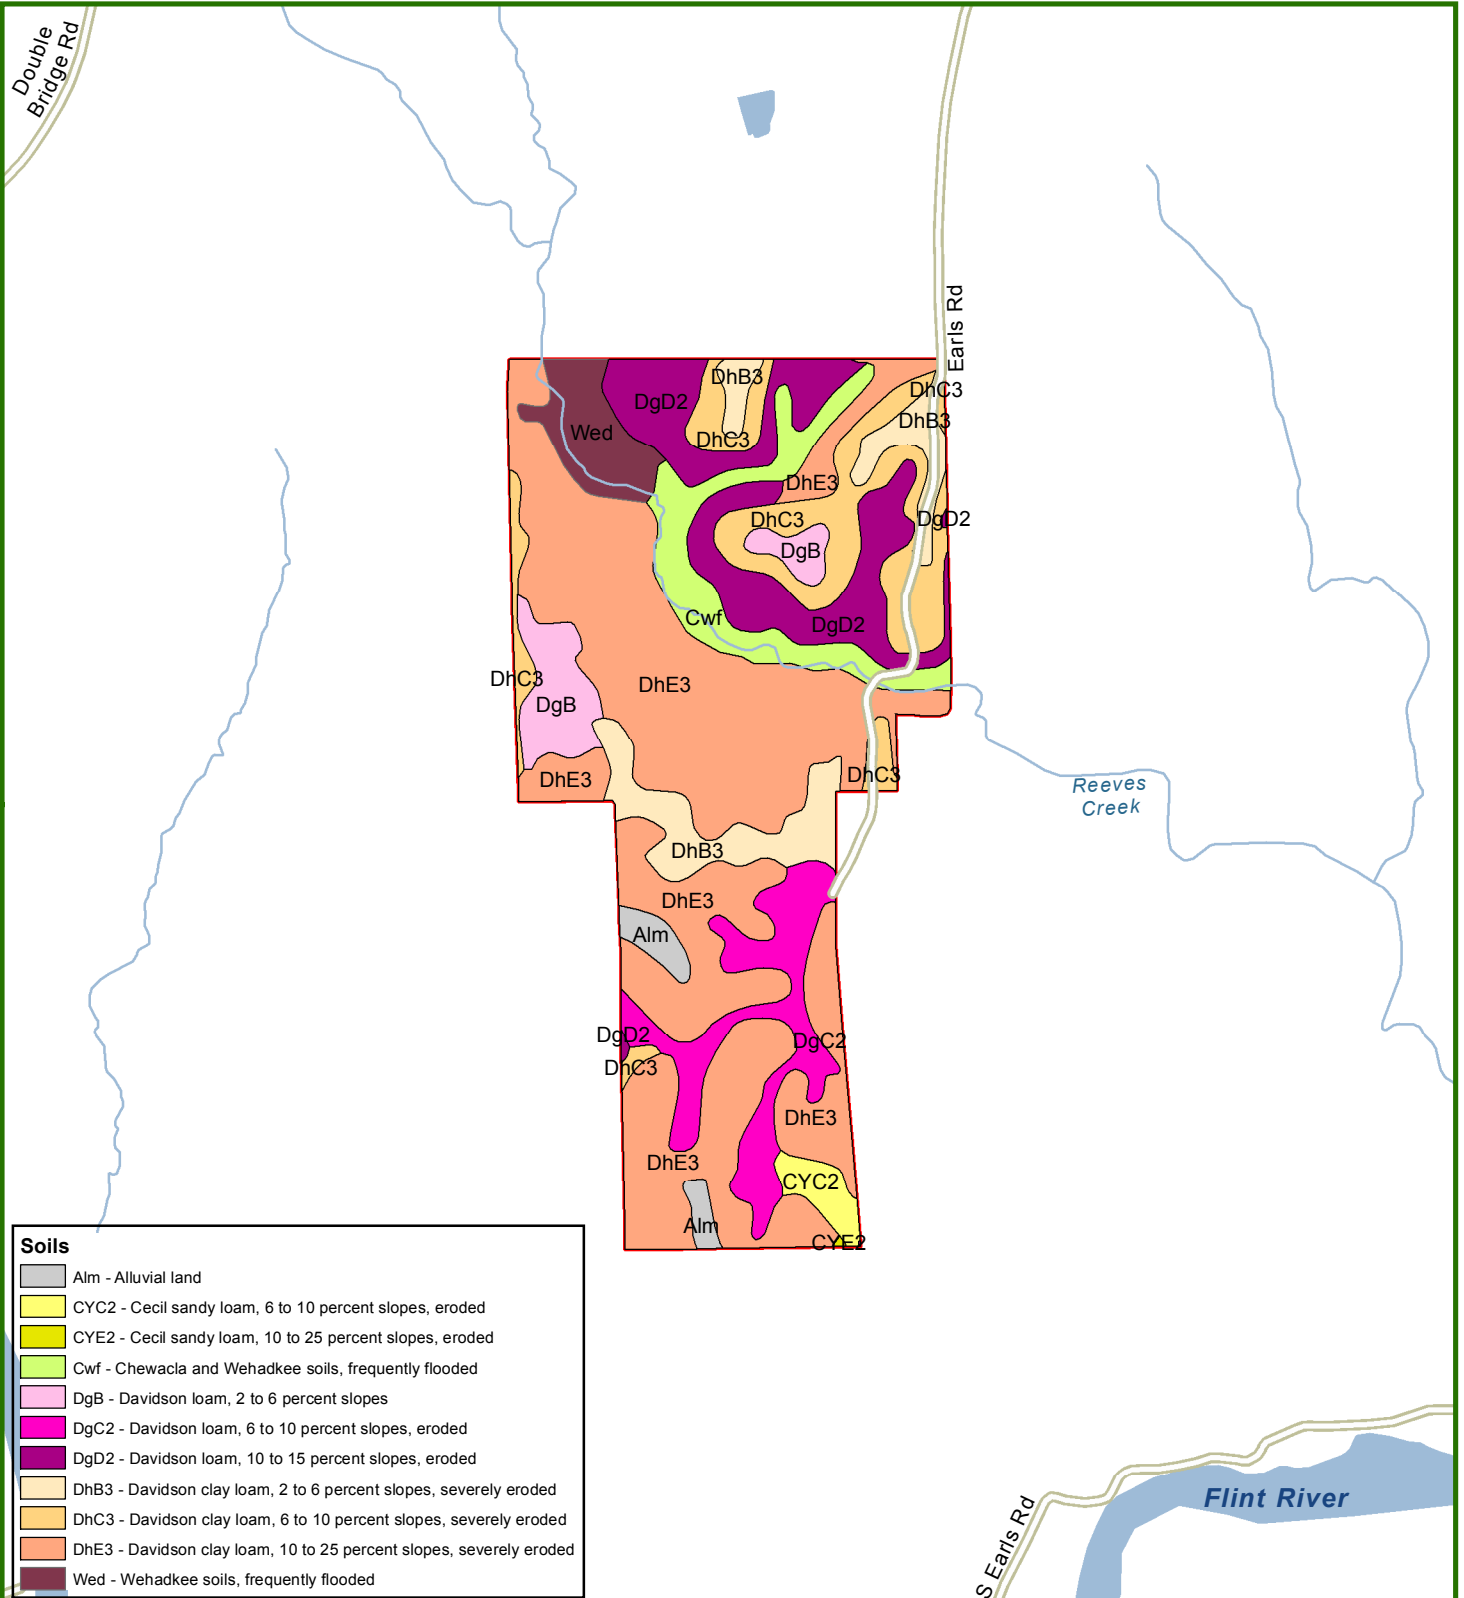 Double
Bridge Rd
Earls Rd
DhB3
DhC3
DgD2
DhB3
Wed
DhC3
DhE3
DhC3
DgD2
DgB
Cwf
DgD2
DhC3
DhE3
DgB
DhE3
DhC3
Reeves
Creek
DhB3
DhE3
Alm
DgD2
DgC2
DhC3
DhE3
DhE3
CYC2
Alm
CYE2
Soils
Alm - Alluvial land
CYC2 - Cecil sandy loam, 6 to 10 percent slopes, eroded
CYE2 - Cecil sandy loam, 10 to 25 percent slopes, eroded
Cwf - Chewacla and Wehadkee soils, frequently flooded
DgB - Davidson loam, 2 to 6 percent slopes
DgC2 - Davidson loam, 6 to 10 percent slopes, eroded
DgD2 - Davidson loam, 10 to 15 percent slopes, eroded
DhB3 - Davidson clay loam, 2 to 6 percent slopes, severely eroded
DhC3 - Davidson clay loam, 6 to 10 percent slopes, severely eroded
DhE3 - Davidson clay loam, 10 to 25 percent slopes, severely eroded
Wed - Wehadkee soils, frequently flooded
Flint River
S Earls Rd